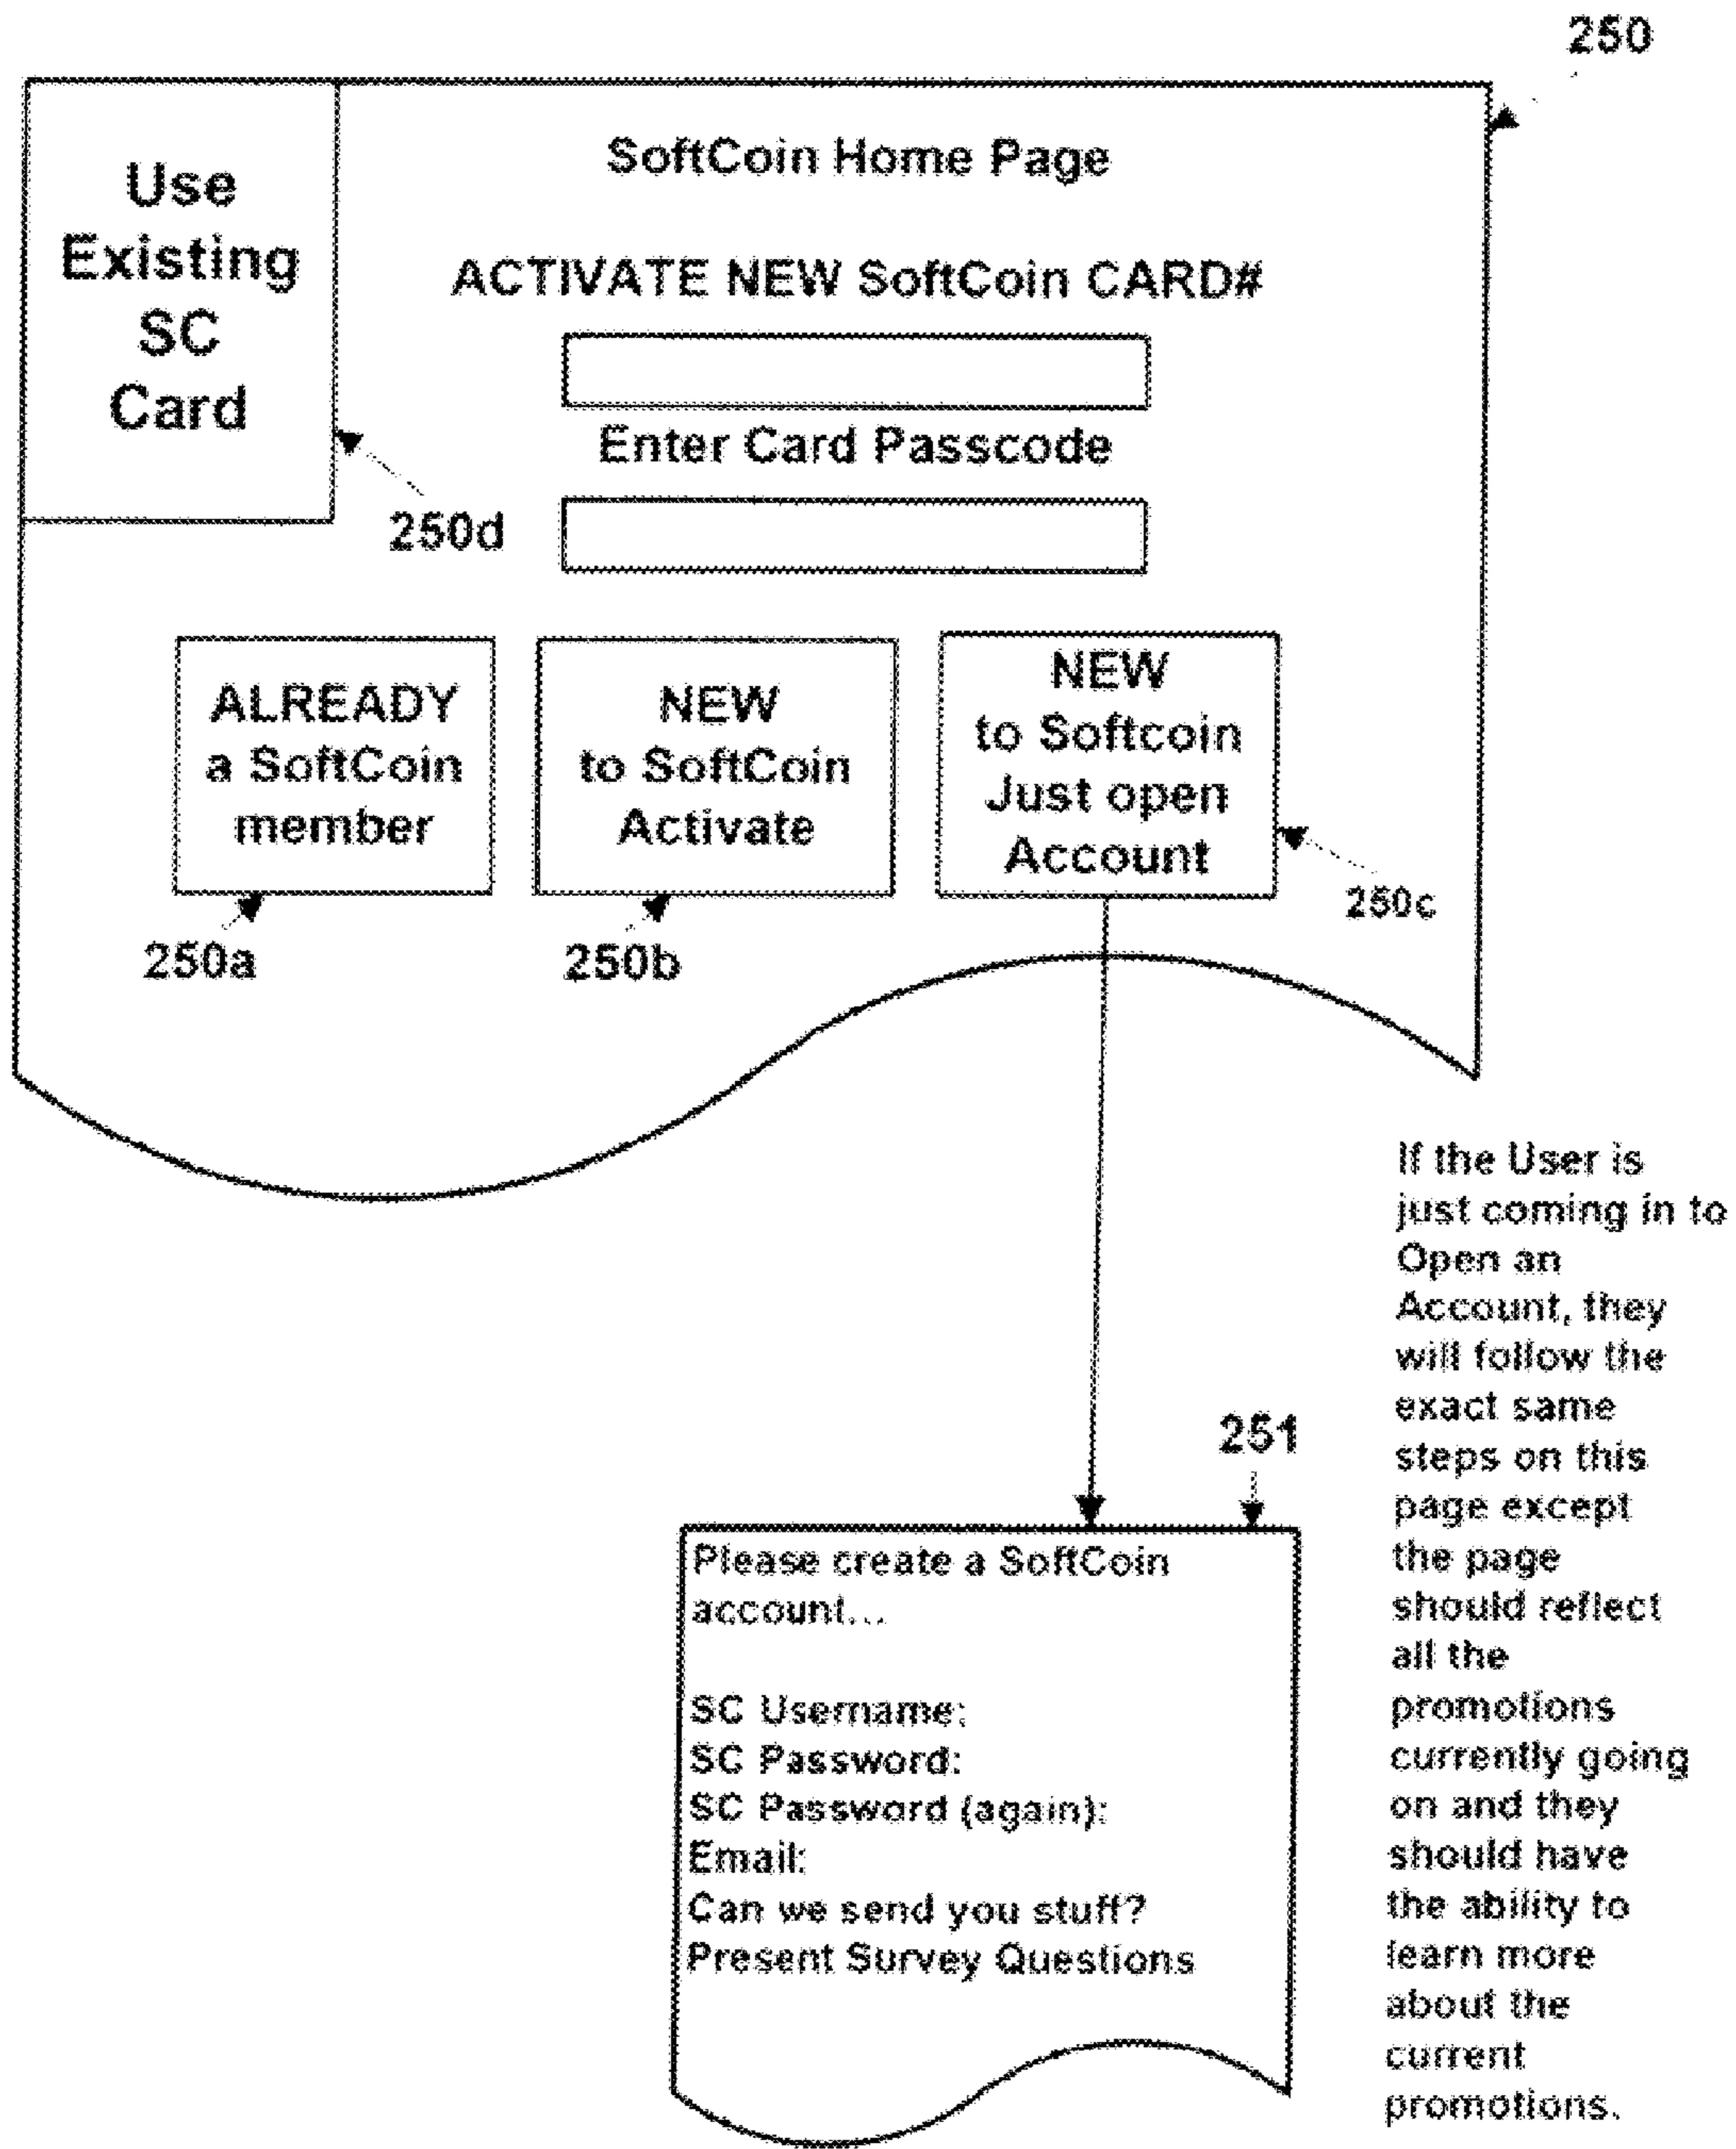 250
Use
Existing
SC
Card
250d
SoftCoin Home Page
ACTIVATE NEW SoftCoin CARD#
Enter Card Passcode
ALREADY
a SoftCoin
member
250a
NEW
to SoftCoin
Activate
250b
NEW
to Softcoin
Just open
Account
250c
251
Please create a SoftCoin
account...
SC Username:
SC Password:
SC Password (again):
Email:
Can we send you stuff?
Present Survey Questions
If the User is
just coming in to
Open an
Account, they
will follow the
exact same
steps on this
page except
the page
should reflect
all the
promotions
currently going
on and they
should have
the ability to
learn more
about the
current
promotions.